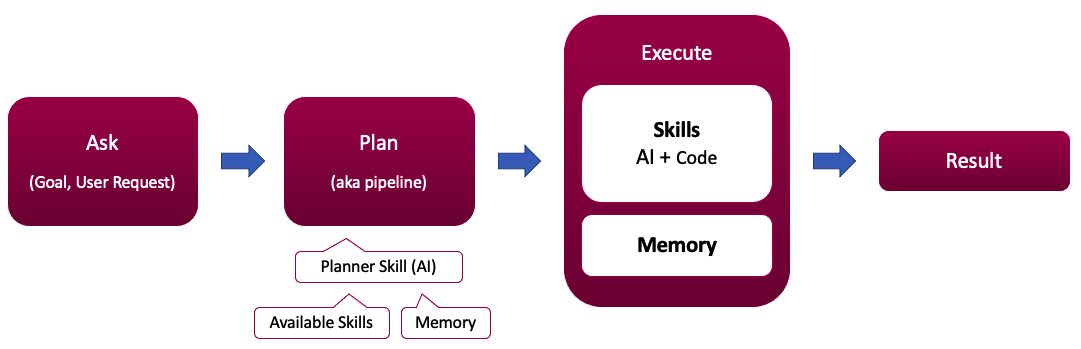 Ask
(Goal, User Request)
Plan
(aka pipeline)
Planner Skill (AI)
Available Skills
Memory
Execute
Skills
AI + Code
Memory
Result